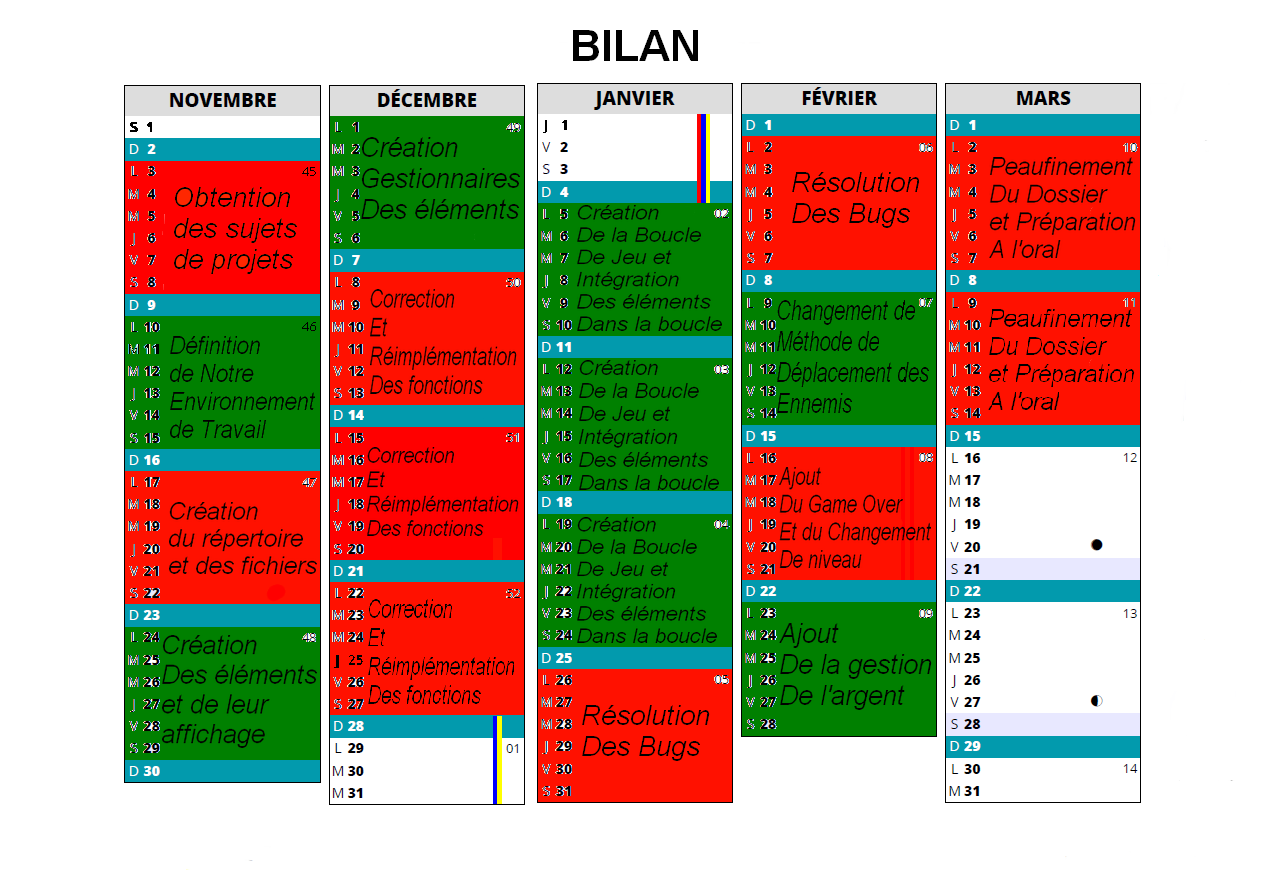 BILAN
NOVEMBRE
S 1
D 2
L 3 45
M 4
M 5
J 6
V 7
S 8
Obtention
des sujets
de projets
D 9
L 10 46
M 11
M 12
J 13
V 14
S 15
Définition
de Notre
Environnement
de Travail
D 16
L 17 47
M 18
M 19
J 20
V 21
S 22
Création
du répertoire
et des fichiers
D 23
L 24 48
M 25
M 26
J 27
V 28
S 29
Création
Des éléments
et de leur
affichage
D 30
DÉCEMBRE
L 1 49
M 2
M 3
J 4
V 5
S 6
Création
Gestionnaires
Des éléments
D 7
L 8 50
M 9
M 10
J 11
V 12
S 13
Correction
Et
Réimplémentation
Des fonctions
D 14
L 15 51
M 16
M 17
J 18
V 19
S 20
Correction
Et
Réimplémentation
Des fonctions
D 21
L 22 52
M 23
M 24
J 25
V 26
S 27
Correction
Et
Réimplémentation
Des fonctions
D 28
L 29 01
M 30
M 31
JANVIER
J 1
V 2
S 3
D 4
L 5 02
M 6
M 7
J 8
V 9
S 10
Création
De la Boucle
De Jeu et
Intégration
Des éléments
Dans la boucle
D 11
L 12 03
M 13
M 14
J 15
V 16
S 17
Création
De la Boucle
De Jeu et
Intégration
Des éléments
Dans la boucle
D 18
L 19 04
M 20
M 21
J 22
V 23
S 24
Création
De la Boucle
De Jeu et
Intégration
Des éléments
Dans la boucle
D 25
L 26 05
M 27
M 28
J 29
V 30
S 31
Résolution
Des Bugs
FÉVRIER
D 1
L 2 06
M 3
M 4
J 5
V 6
S 7
Résolution
Des Bugs
D 8
L 9 07
M 10
M 11
J 12
V 13
S 14
Changement de
Méthode de
Déplacement des
Ennemis
D 15
L 16 08
M 17
M 18
J 19
V 20
S 21
Ajout
Du Game Over
Et du Changement
De niveau
D 22
L 23 09
M 24
M 25
J 26
V 27
S 28
Ajout
De la gestion
De l'argent
MARS
D 1
L 2 10
M 3
M 4
J 5
V 6
S 7
Peaufinement
Du Dossier
et Préparation
A l'oral
D 8
L 9 11
M 10
M 11
J 12
V 13
S 14
Peaufinement
Du Dossier
et Préparation
A l'oral
D 15
L 16 12
M 17
M 18
J 19
V 20
S 21
D 22
L 23 13
M 24
M 25
J 26
V 27
S 28
D 29
L 30 14
M 31